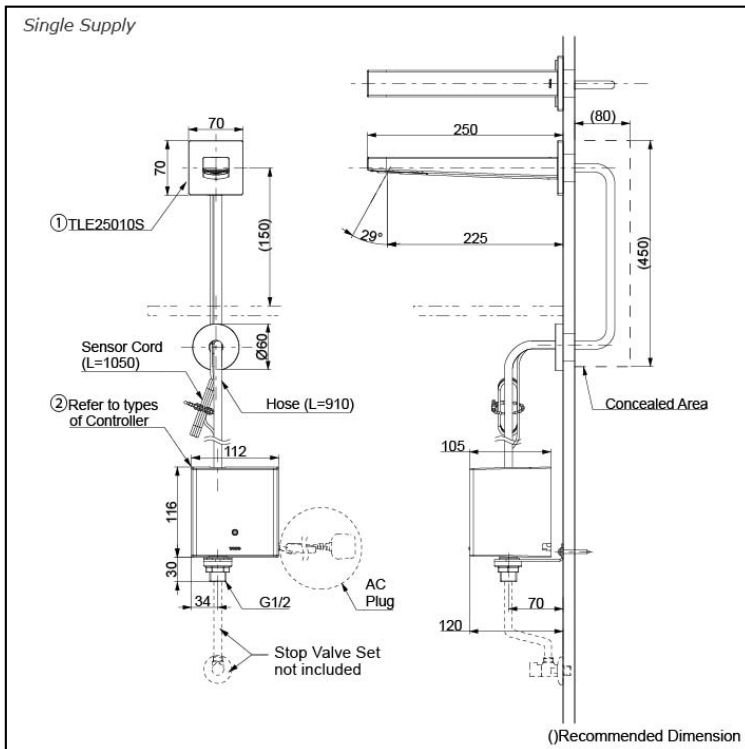 Single Supply
70
70
①TLE25010S
(150)
Sensor Cord
(L=1050)
Ø60
②Refer to types
of Controller
Hose (L=910)
112
116
30
34
G1/2
AC
Plug
Stop Valve Set
not included
250
(80)
29°
225
(450)
Concealed Area
105
70
120
()Recommended Dimension